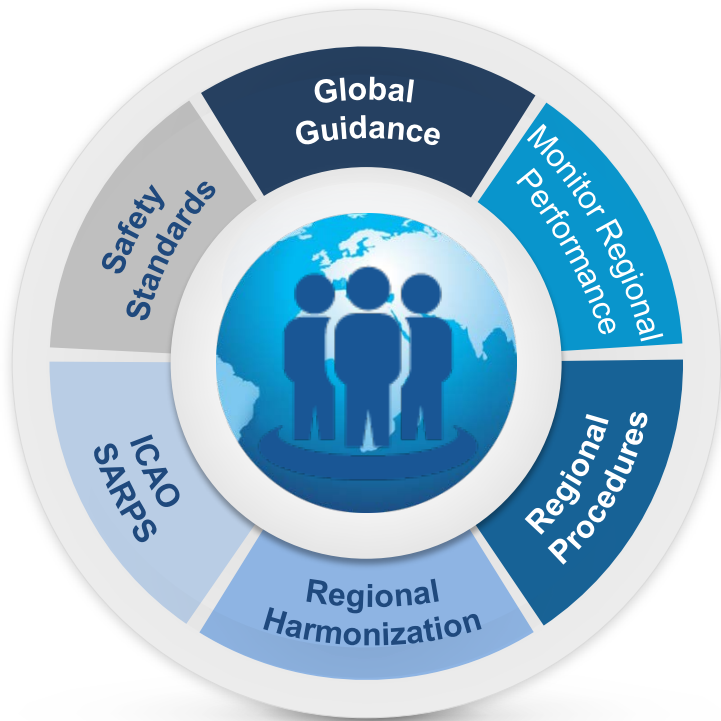 Global
Guidance
Monitor Regional
Performance
Regional
Procedures
Regional
Harmonization
ICAO
SARPS
Safety
Standards